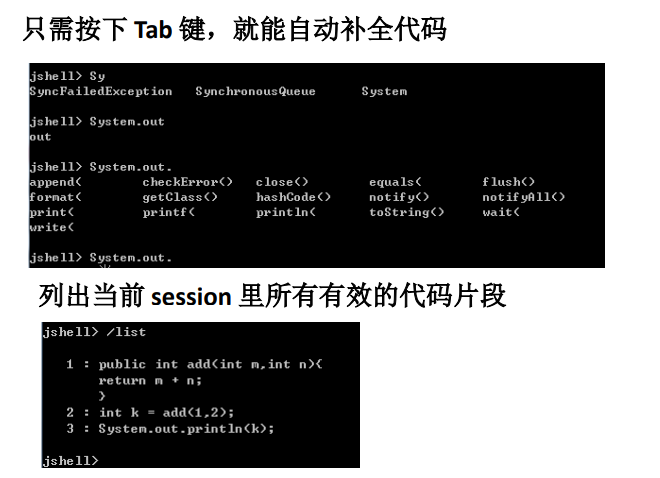 只需按下 Tab 键，就能自动补全代码
jshell> Sy
SyncFailedException SynchronousQueue System
jshell> System.out
out
jshell> System.out.
append( checkError() close() equals( flush()
format( getClass() hashCode() notify() notifyAll()
print( printf( println( toString() wait(
write(
jshell> System.out.
列出当前 session 里所有有效的代码片段
jshell> /list
1 : public int add(int m,int n){
return m + n;
}
2 : int k = add(1,2);
3 : System.out.println(k);
jshell>